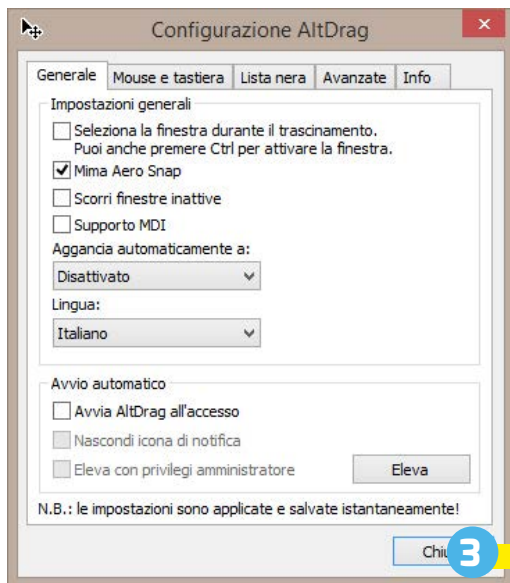 Configurazione AltDrag
Generale Mouse e tastiera Lista nera Avanzate Info
Impostazioni generali
Seleziona la finestra durante il trascinamento.
Puoi anche premere Ctrl per attivare la finestra.
Mima Aero Snap
Scorri finestre inattive
Supporto MDI
Aggancia automaticamente a:
Disattivato
Lingua:
Italiano
Avvio automatico
Avvia AltDrag all'accesso
Nascondi icona di notifica
Eleva con privilegi amministratore Eleva
N.B.: le impostazioni sono applicate e salvate istantaneamente!
3